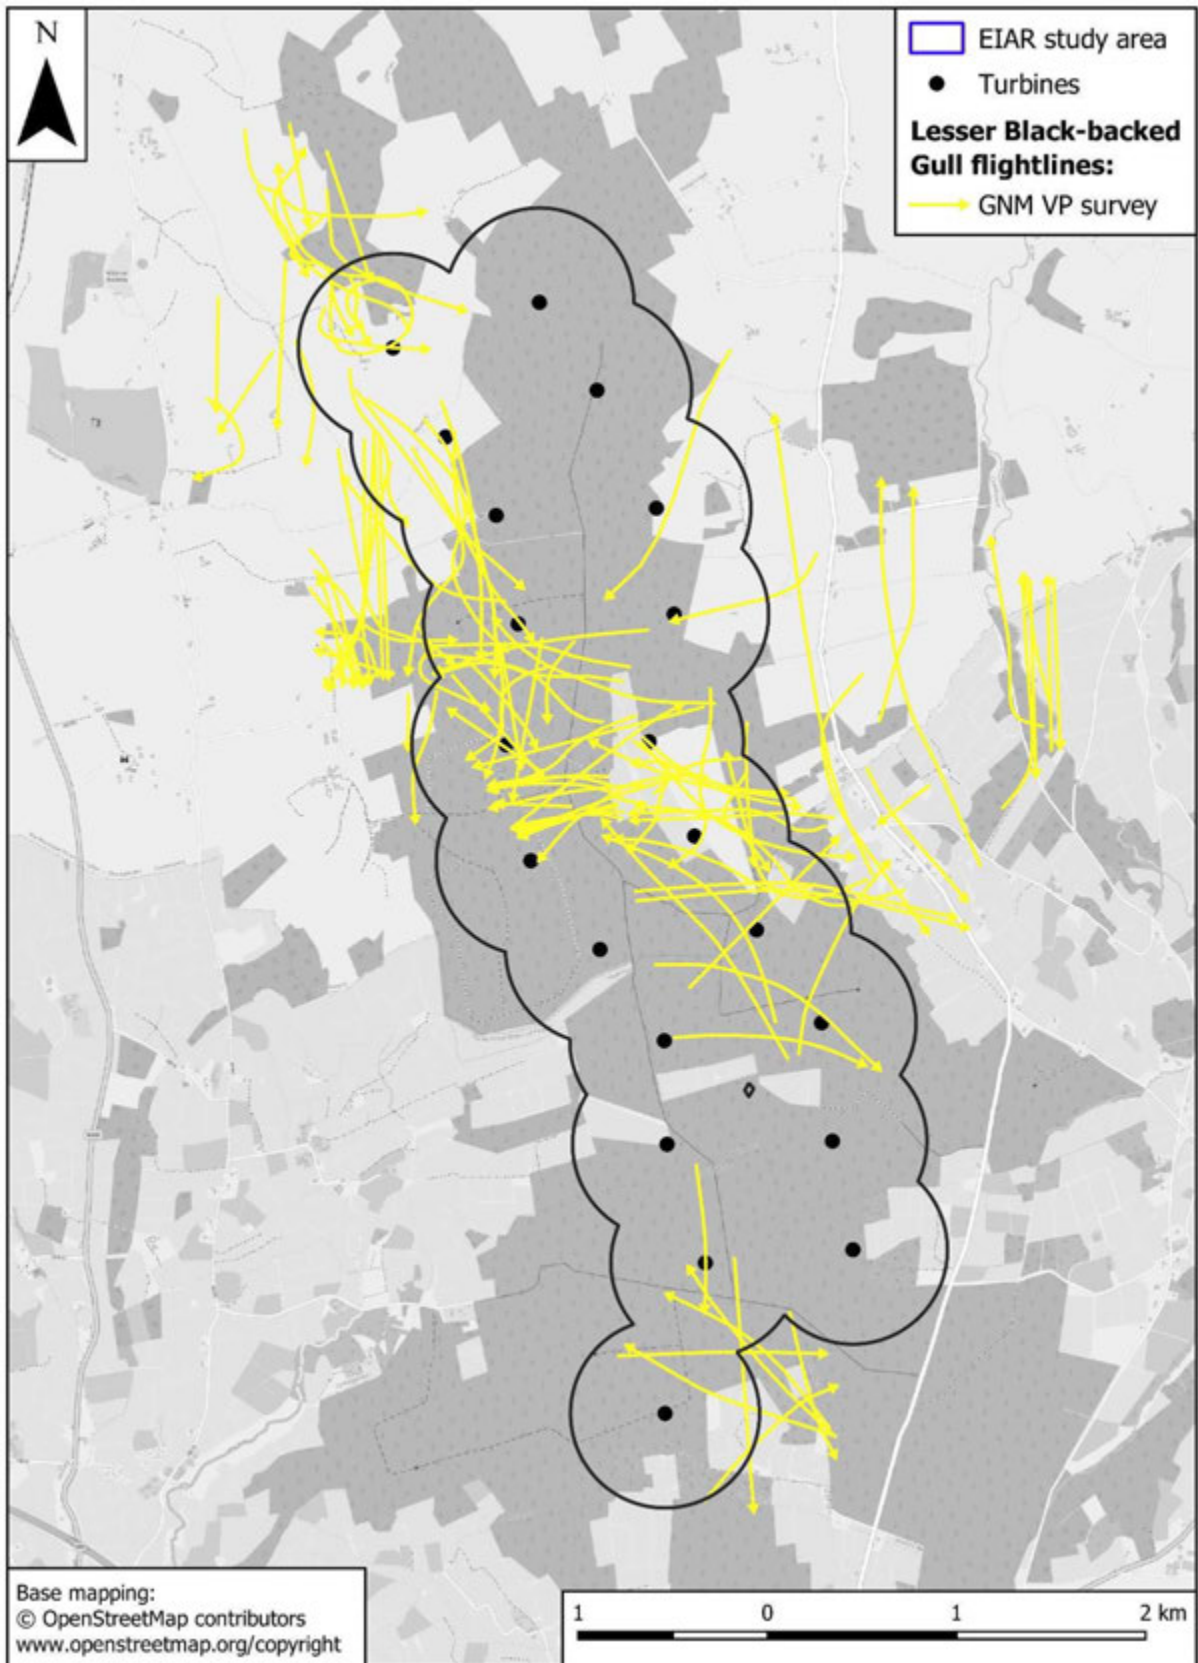 N
EIAR study area
Turbines
Lesser Black-backed
Gull flightlines:
GNM VP survey
Base mapping:
© OpenStreetMap contributors
www.openstreetmap.org/copyright
1 0 1 2 km